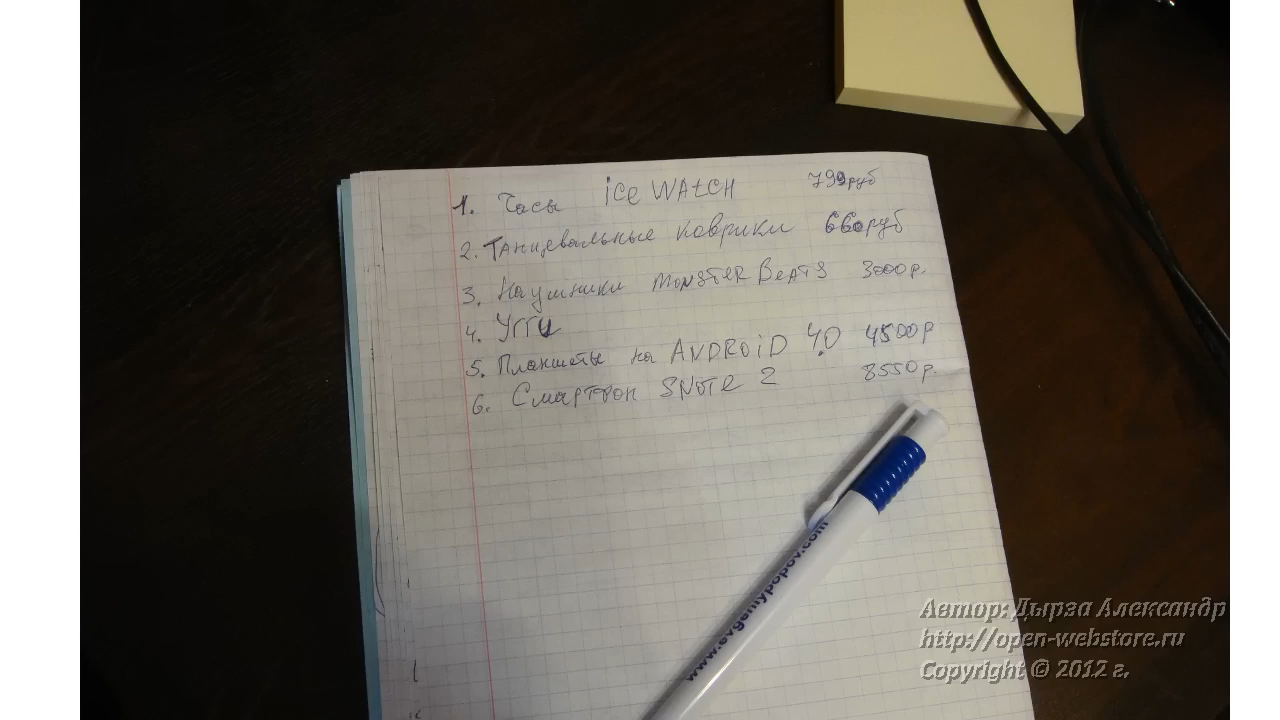 1. Часы ice WATCH 799руб
2. Танцевальные коврики 660руб
3. Наушники MONSTER BEATS 3000р.
4. Угги
5. Планшеты на ANDROID 4.0 4500р
6. Смартфон SNOTE 2 8550р.
www.evgeniypopov.com
Автор: Дырза Александр
http://open-webstore.ru
Copyright © 2012 г.